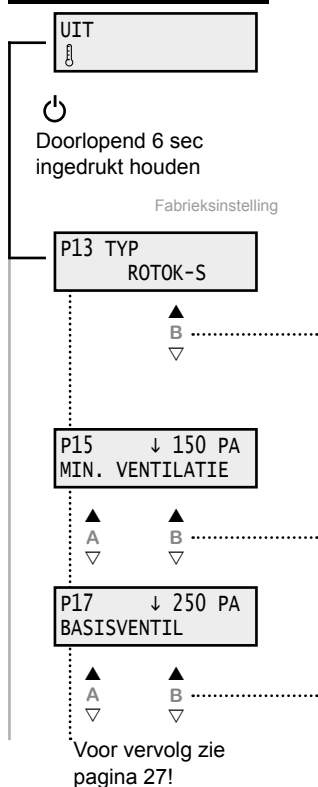 UIT
Doorlopend 6 sec
ingedrukt houden
Fabrieksinstelling
P13 TYP
ROTOK-S
B
P15 ↓ 150 PA
MIN. VENTILATIE
A B
P17 ↓ 250 PA
BASISVENTIL
A B
Voor vervolg zie
pagina 27!